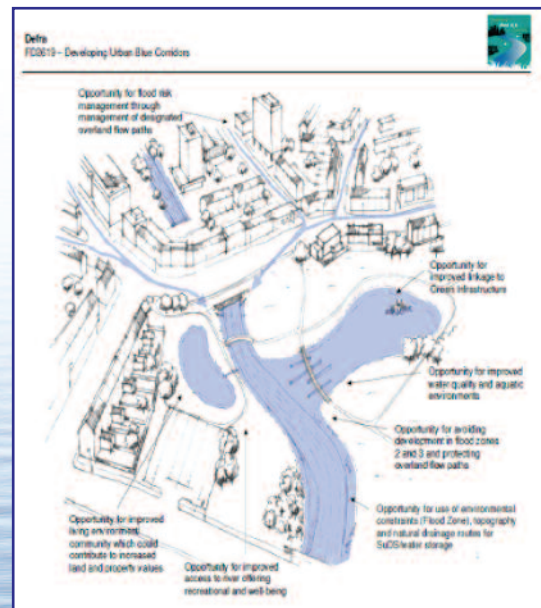 Defra
FD2619 – Developing Urban Blue Corridors
Opportunity for flood risk
management through
management of designated
overland flow paths
Opportunity for
improved linkage to
Green Infrastructure
Opportunity for improved
water quality and aquatic
environments
Opportunity for avoiding
development in flood zones
2 and 3 and protecting
overland flow paths
Opportunity for use of environmental
constraints (Flood Zone), topography
and natural drainage routes for
SuDS/water storage
Opportunity for improved
living environment,
community which could
contribute to increased
land and property values
Opportunity for improved
access to river offering
recreational and well-being